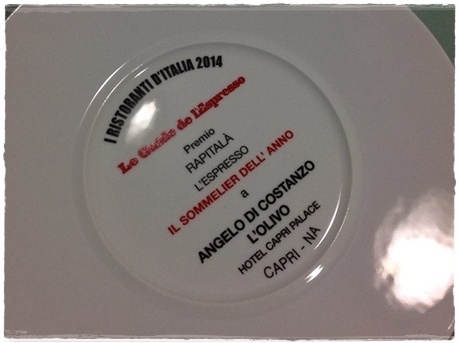 I RISTORANTI D'ITALIA 2014
Le Guide de L'Espresso
Premio
RAPITALÀ
L'ESPRESSO
IL SOMMELIER DELL' ANNO
a
ANGELO DI COSTANZO
L'OLIVO
HOTEL CAPRI PALACE
CAPRI - NA